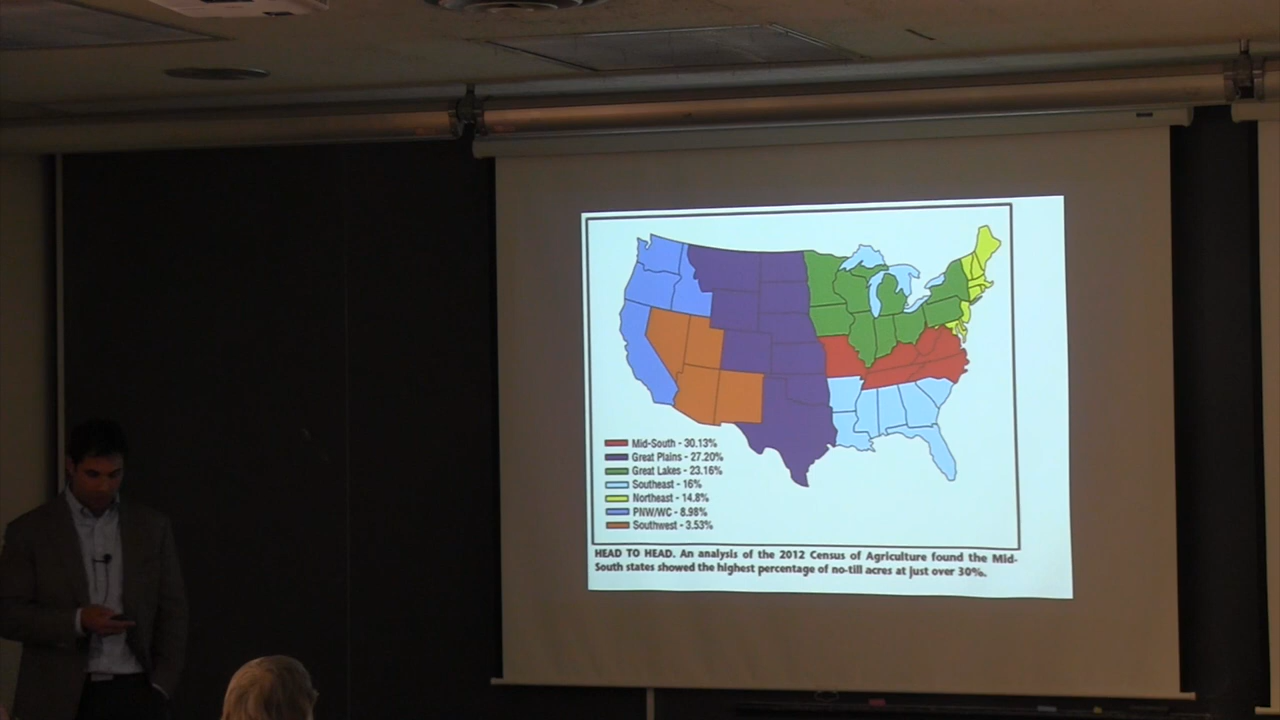 Mid-South - 30.13%
Great Plains - 27.20%
Great Lakes - 23.16%
Southeast - 16%
Northeast - 14.8%
PNW/WC - 8.98%
Southwest - 3.53%
HEAD TO HEAD. An analysis of the 2012 Census of Agriculture found the Mid-
South states showed the highest percentage of no-till acres at just over 30%.